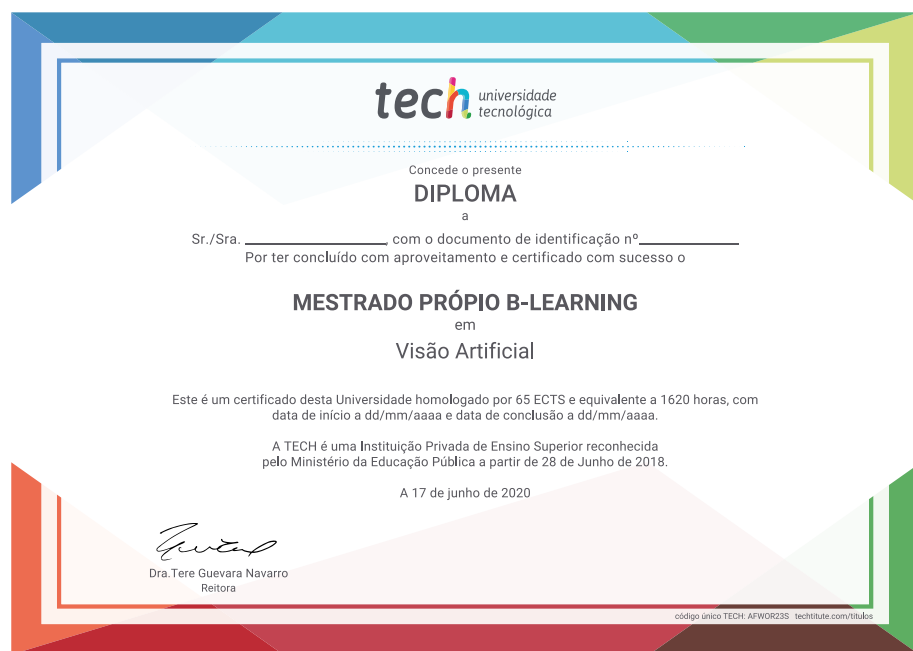 tech universidade
tecnológica
Concede o presente
DIPLOMA
a
Sr./Sra. ____________________, com o documento de identificação nº______________
Por ter concluído com aproveitamento e certificado com sucesso o
MESTRADO PRÓPIO B-LEARNING
em
Visão Artificial
Este é um certificado desta Universidade homologado por 65 ECTS e equivalente a 1620 horas, com
data de início a dd/mm/aaaa e data de conclusão a dd/mm/aaaa.
A TECH é uma Instituição Privada de Ensino Superior reconhecida
pelo Ministério da Educação Pública a partir de 28 de Junho de 2018.
A 17 de junho de 2020
Dra.Tere Guevara Navarro
Reitora
código único TECH: AFWOR23S techtitute.com/titulos